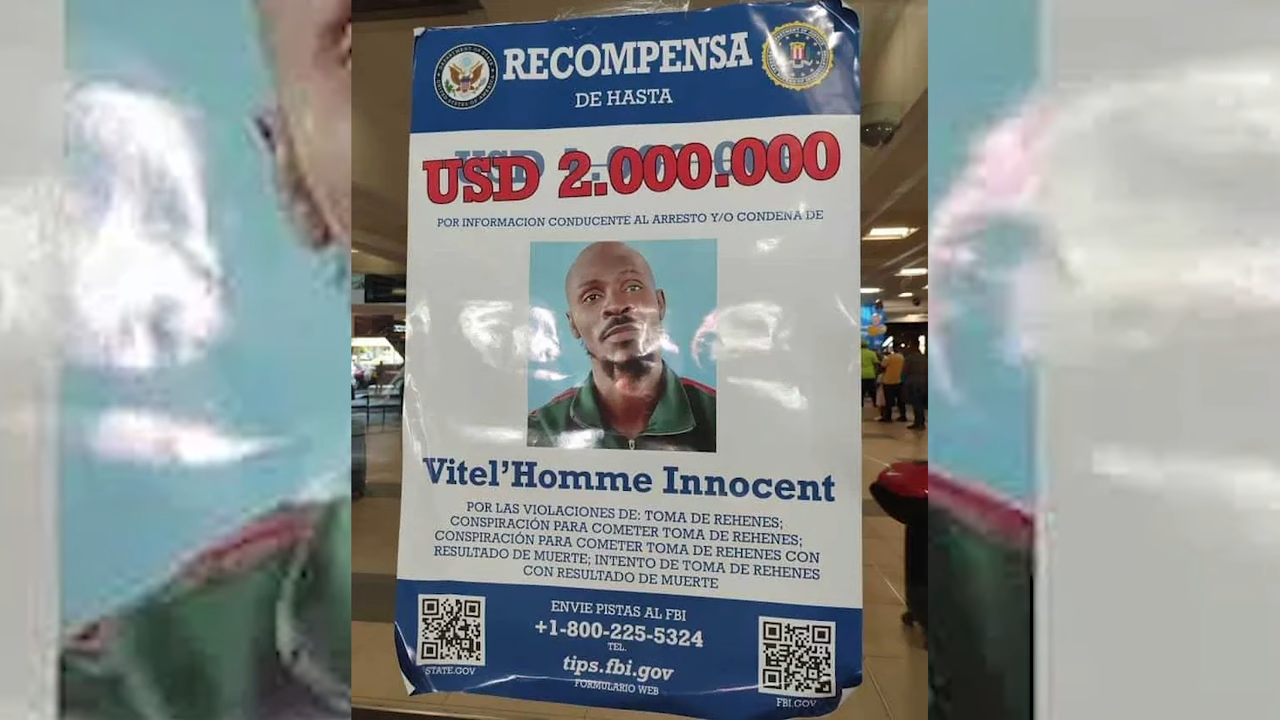 RECOMPENSA
DE HASTA
USD 2.000.000
POR INFORMACION CONDUCENTE AL ARRESTO Y/O CONDENA DE
Vitel'Homme Innocent
POR LAS VIOLACIONES DE: TOMA DE REHENES;
CONSPIRACIÓN PARA COMETER TOMA DE REHENES;
CONSPIRACIÓN PARA COMETER TOMA DE REHENES CON
RESULTADO DE MUERTE; INTENTO DE TOMA DE REHENES
CON RESULTADO DE MUERTE
ENVIE PISTAS AL FBI
+1-800-225-5324
TEL.
tips.fbi.gov
FORMULARIO WEB
STATE.GOV
FBI.GOV